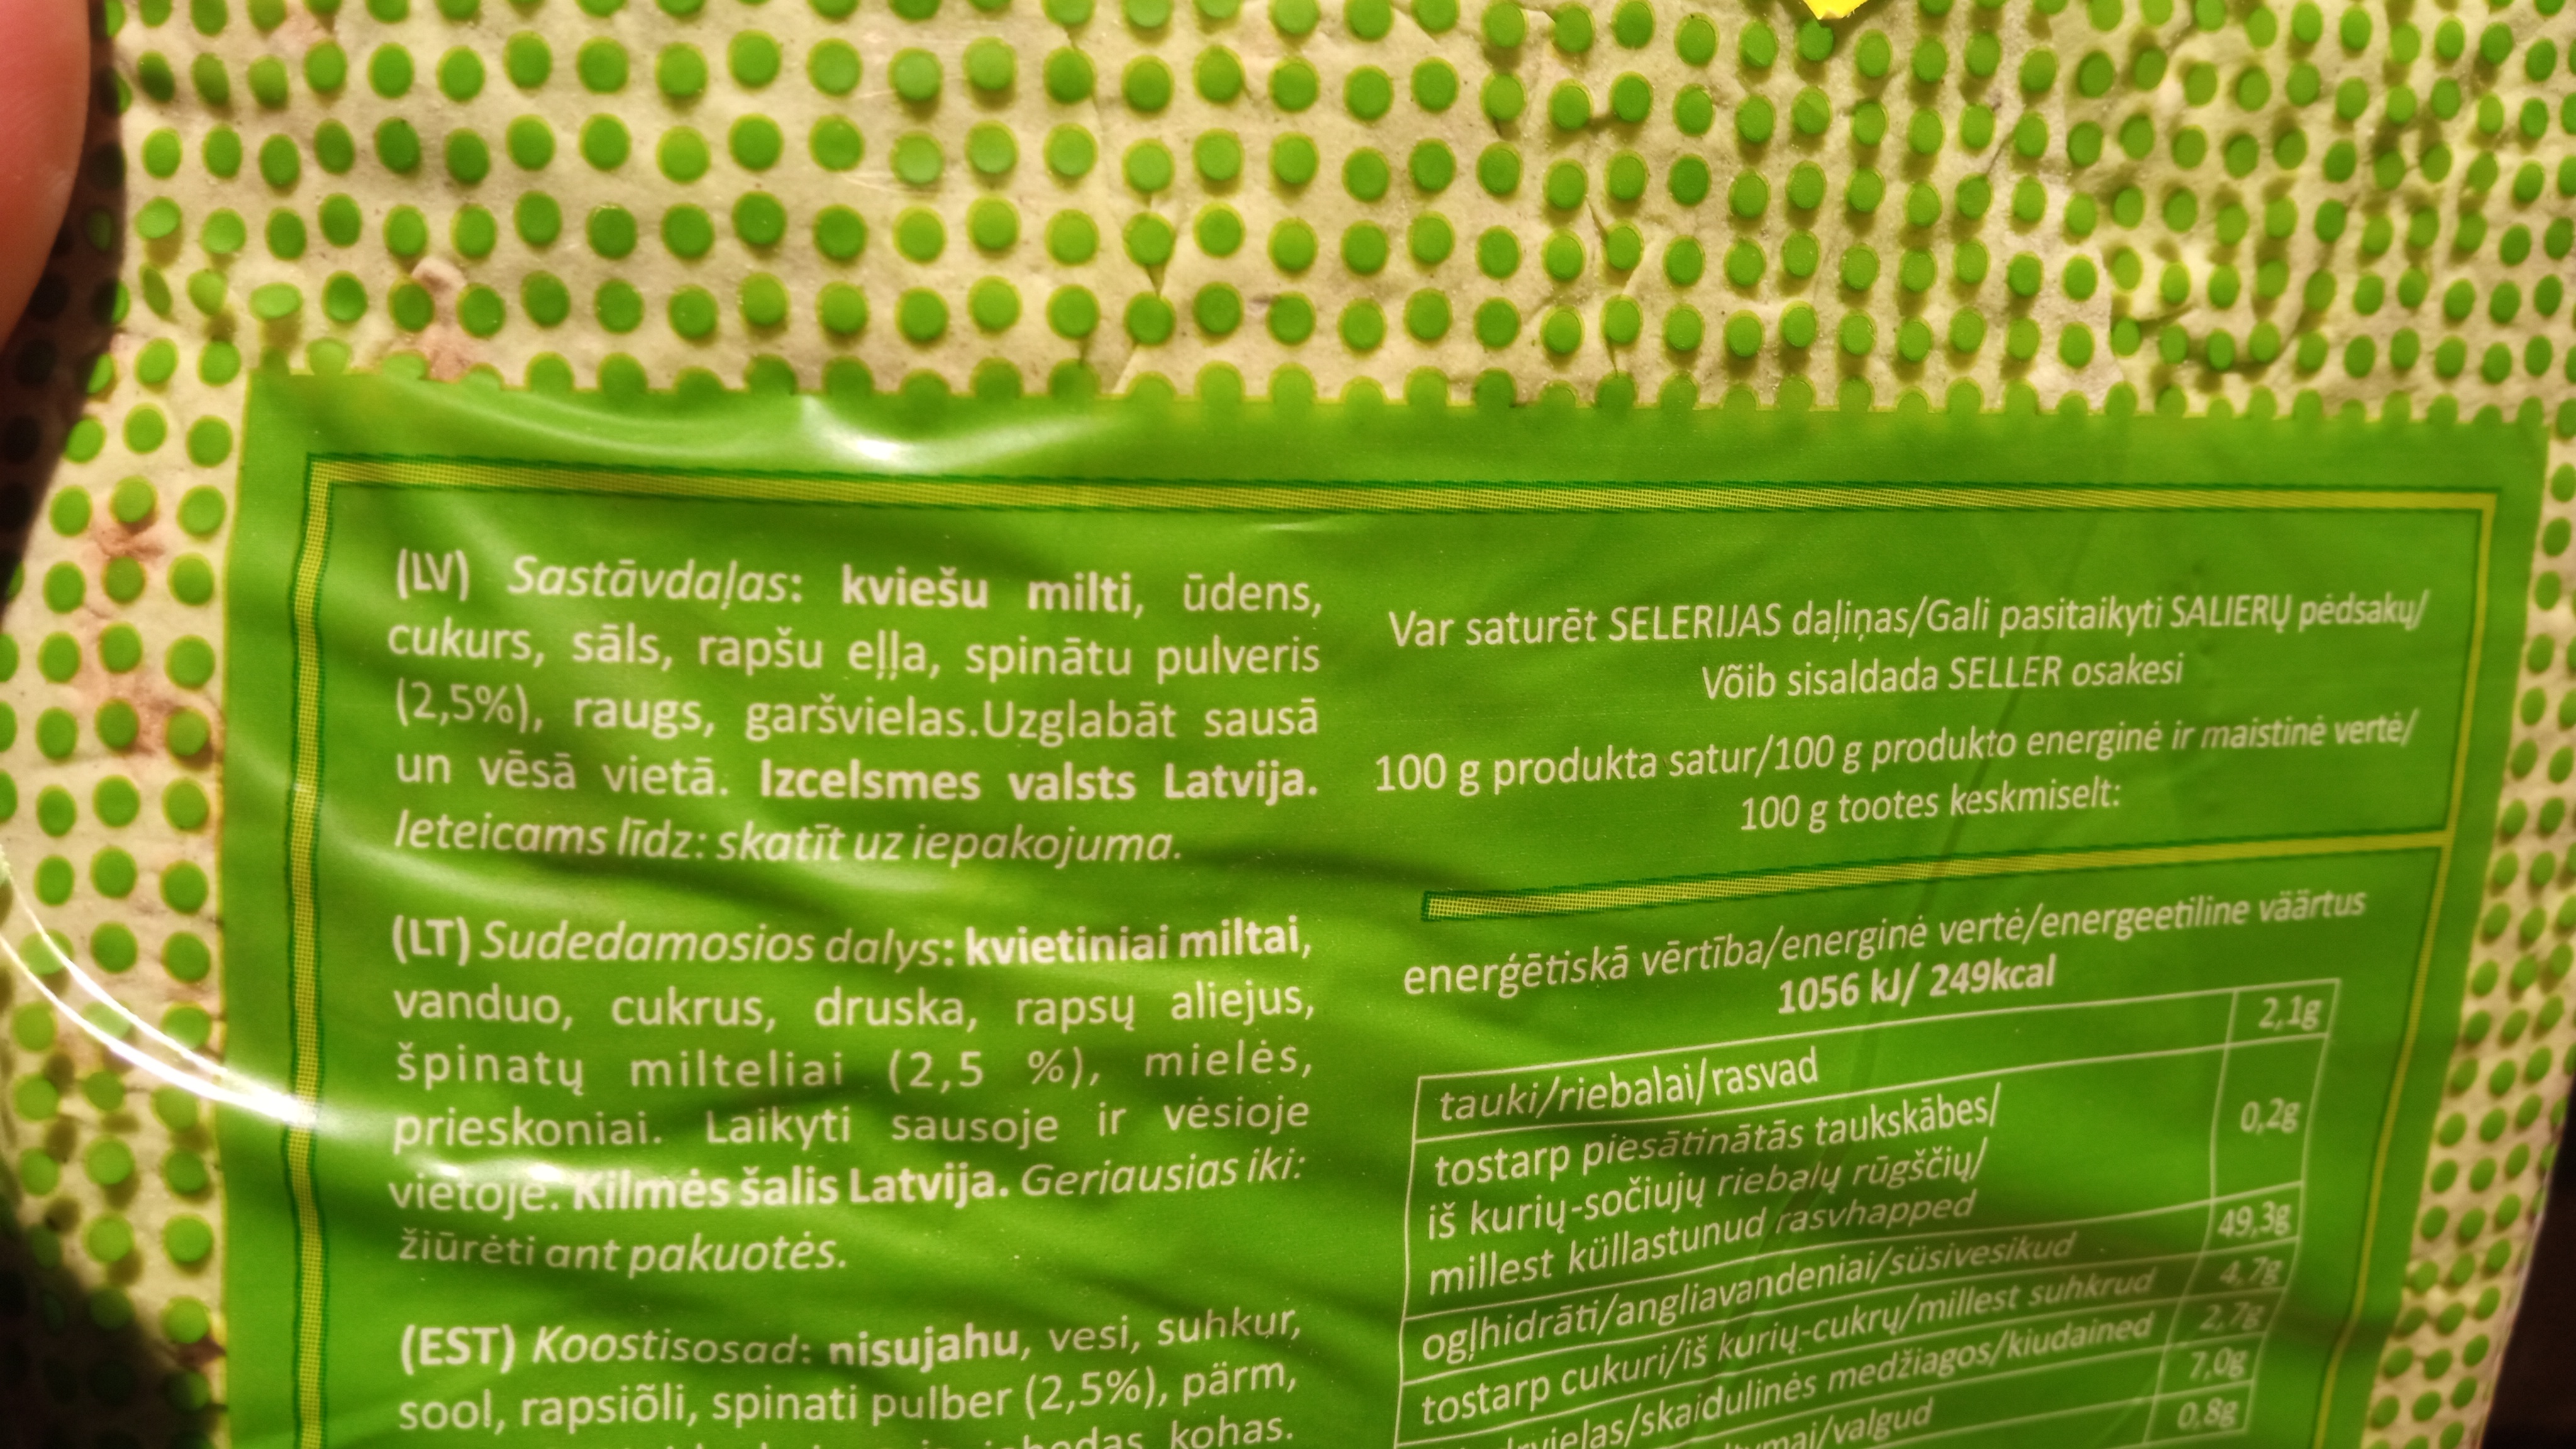 (LV) Sastāvdaļas: kviešu milti, ūdens,
cukurs, sāls, rapšu eļļa, spinātu pulveris
(2,5%), raugs, garšvielas.Uzglabāt sausā
un vēsā vietā. Izcelsmes valsts Latvija.
Ieteicams līdz: skatīt uz iepakojuma.
(LT) Sudedamosios dalys: kvietiniai miltai,
vanduo, cukrus, druska, rapsų aliejus,
špinatų milteliai (2,5 %), mielės,
prieskoniai. Laikyti sausoje ir vėsioje
vietoje. Kilmės šalis Latvija. Geriausias iki:
žiūrėti ant pakuotės.
(EST) Koostisosad: nisujahu, vesi, suhkur,
sool, rapsiõli, spinati pulber (2,5%), pärm,
kohas.
Var saturēt SELERIJAS daļiņas/Gali pasitaikyti SALIERŲ pėdsakų/
Võib sisaldada SELLER osakesi
100 g produkta satur/100 g produkto energinė ir maistinė vertė/
100 g tootes keskmiselt:
enerģētiskā vērtība/energinė vertė/energeetiline väärtus
1056 kJ/ 249kcal
tauki/riebalai/rasvad 2,1g
tostarp piesātinātās taukskābes/ 0,2g
iš kurių-sočiujų riebalų rūgščių/
millest küllastunud rasvhapped
ogļhidrāti/angliavandeniai/süsivesikud 49,3g
tostarp cukuri/iš kurių-cukrų/millest suhkrud 4,7g
skaidulinės medžiagos/kiudained 2,7g
valgud 7,0g
0,8g